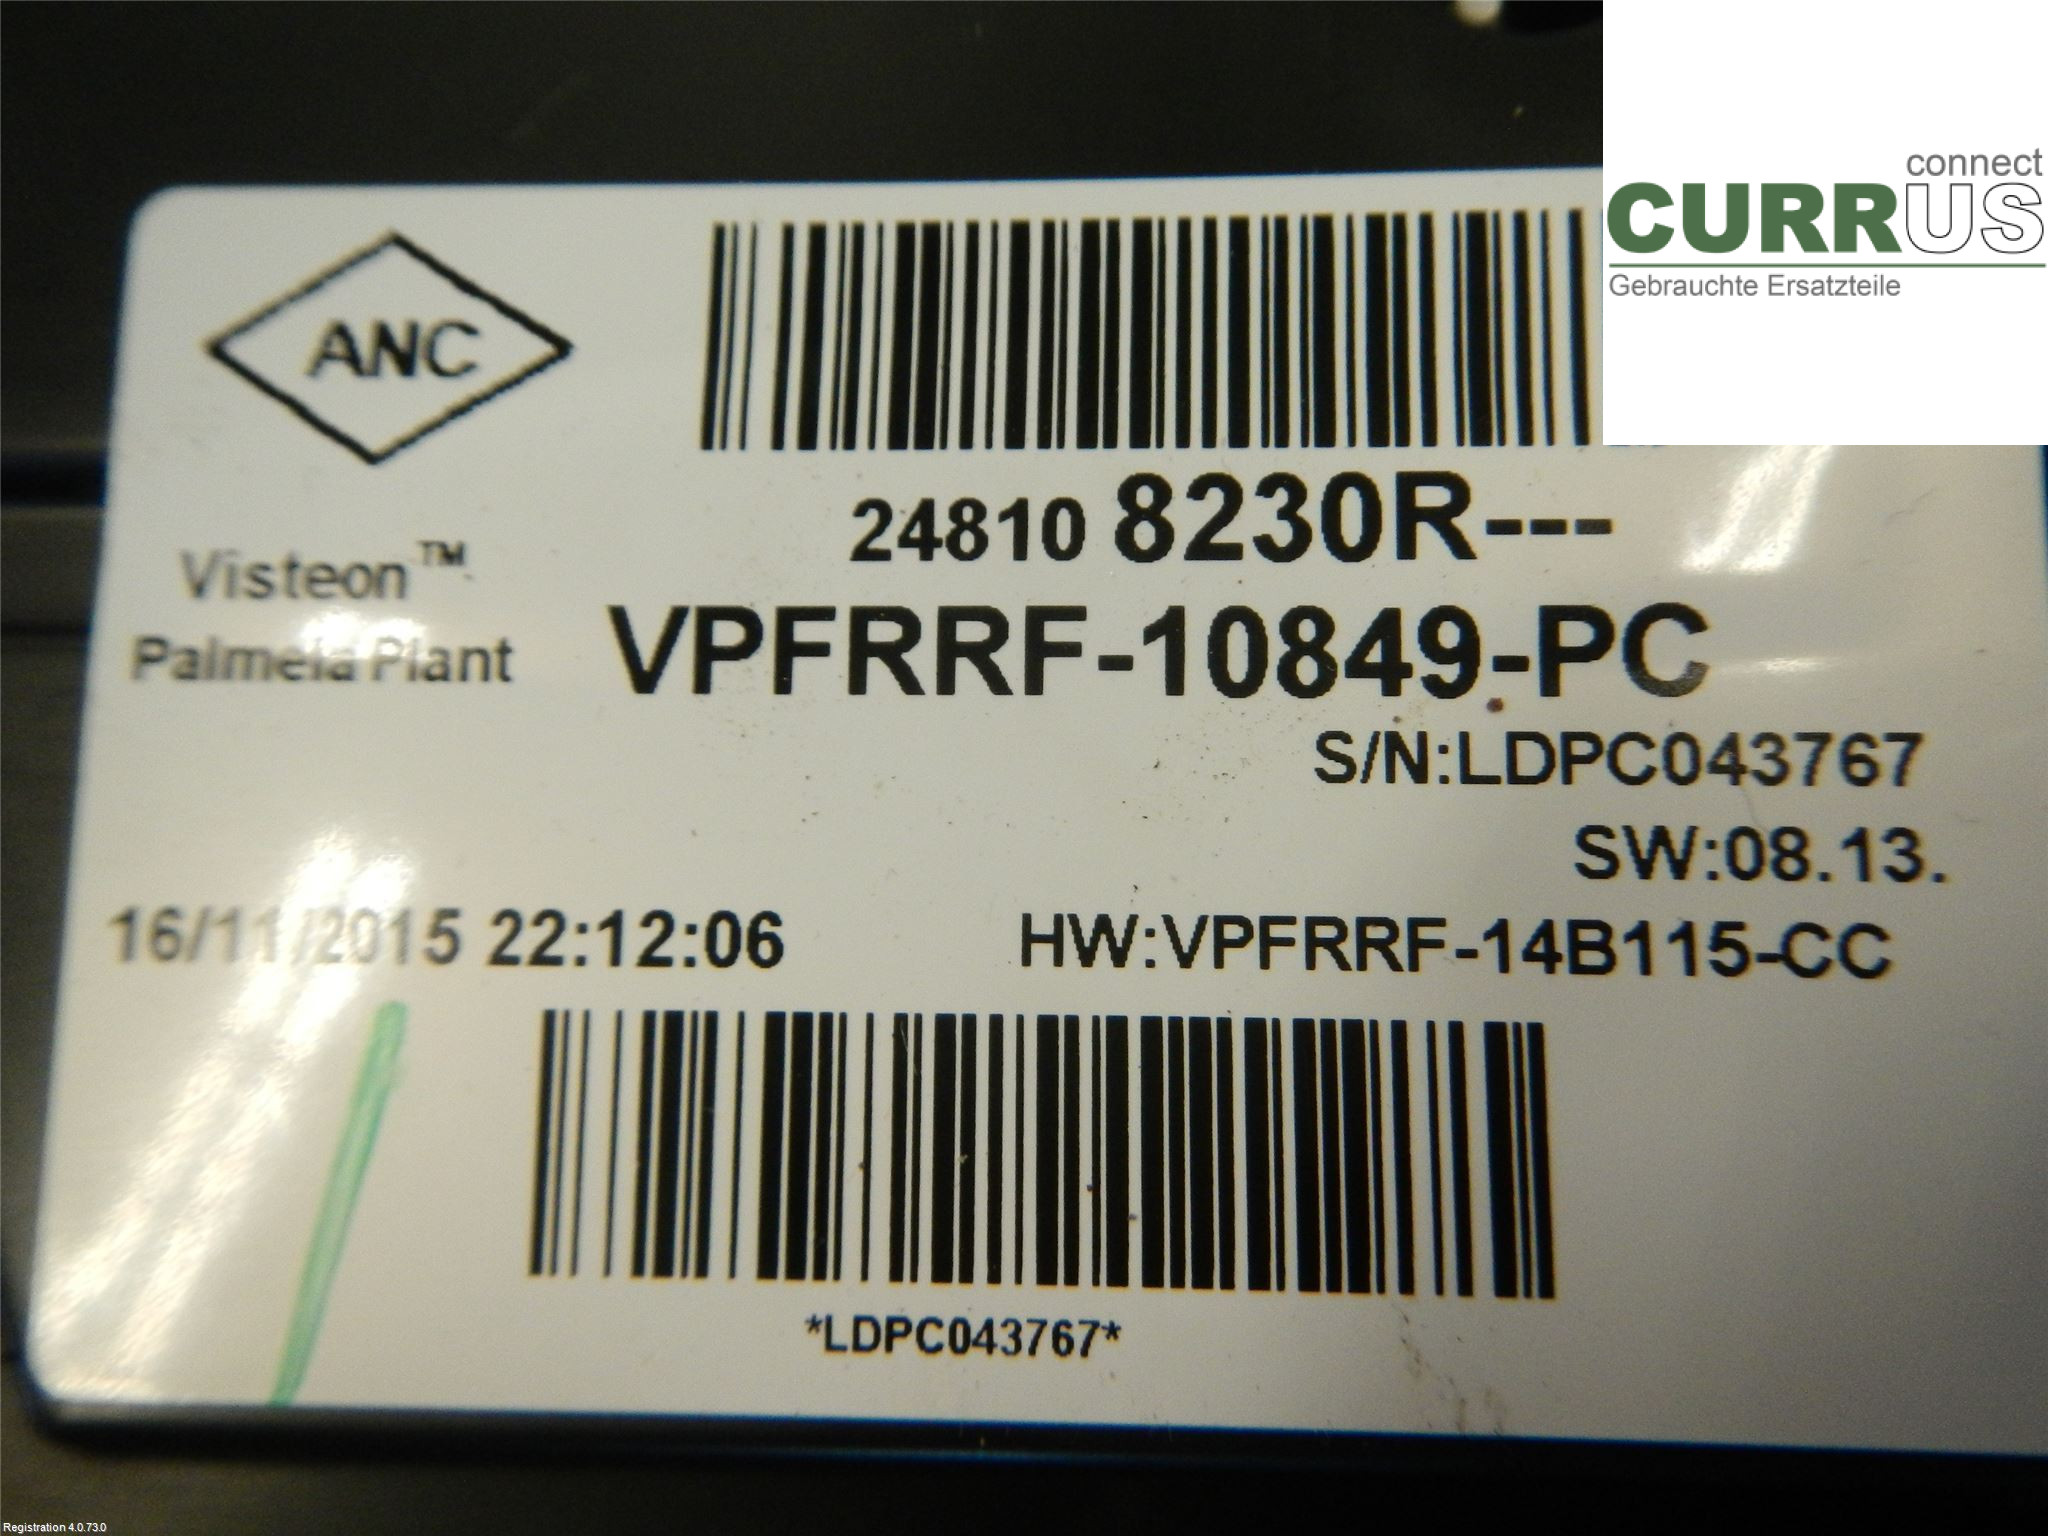 connect
CURRUS
Gebrauchte Ersatzteile
ANC
24810 8230R---
Visteon™
Palmela Plant
VPFRRF-10849-PC
S/N:LDPC043767
SW:08.13.
16/11/2015 22:12:06
HW:VPFRRF-14B115-CC
*LDPC043767*
Registration 4.0.73.0